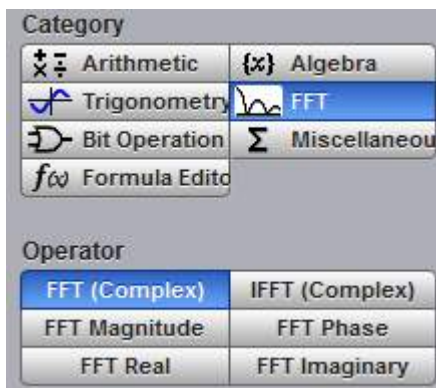 Category
Arithmetic {x} Algebra
Trigonometry FFT
Bit Operation Σ Miscellaneou
f(x) Formula Edito
Operator
FFT (Complex) IFFT (Complex)
FFT Magnitude FFT Phase
FFT Real FFT Imaginary